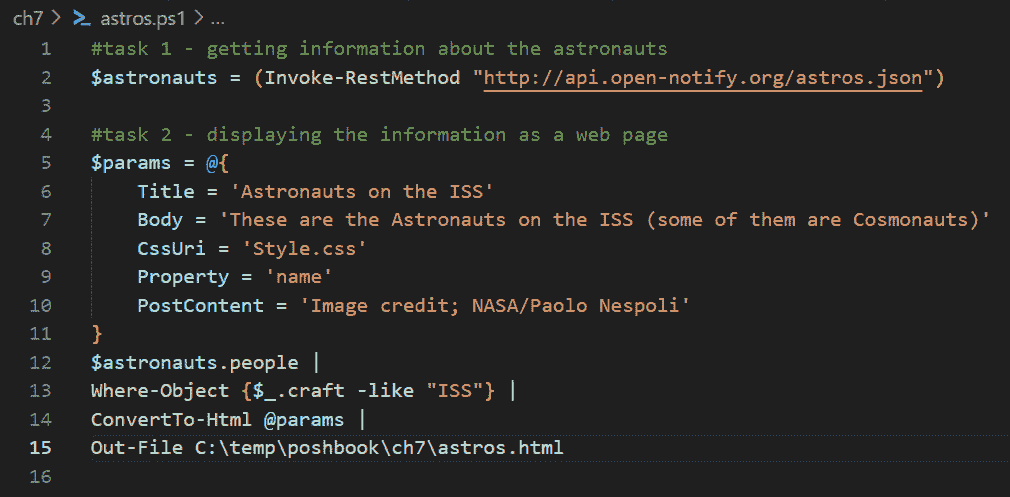 ch7 > astros.ps1 > ...
1 #task 1 - getting information about the astronauts
2 $astronauts = (Invoke-RestMethod "http://api.open-notify.org/astros.json")
3
4 #task 2 - displaying the information as a web page
5 $params = @{
6     Title = 'Astronauts on the ISS'
7     Body = 'These are the Astronauts on the ISS (some of them are Cosmonauts)'
8     CssUri = 'Style.css'
9     Property = 'name'
10     PostContent = 'Image credit; NASA/Paolo Nespoli'
11 }
12 $astronauts.people |
13 Where-Object {$_.craft -like "ISS"} |
14 ConvertTo-Html @params |
15 Out-File C:\temp\poshbook\ch7\astros.html
16